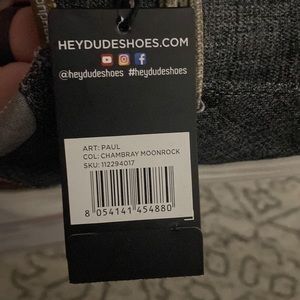 HEYDUDESHOES.COM
@heydudeshoes #heydudeshoes
ART: PAUL
COL: CHAMBRAY MOONROCK
SKU: 112294017
8 054141 454880